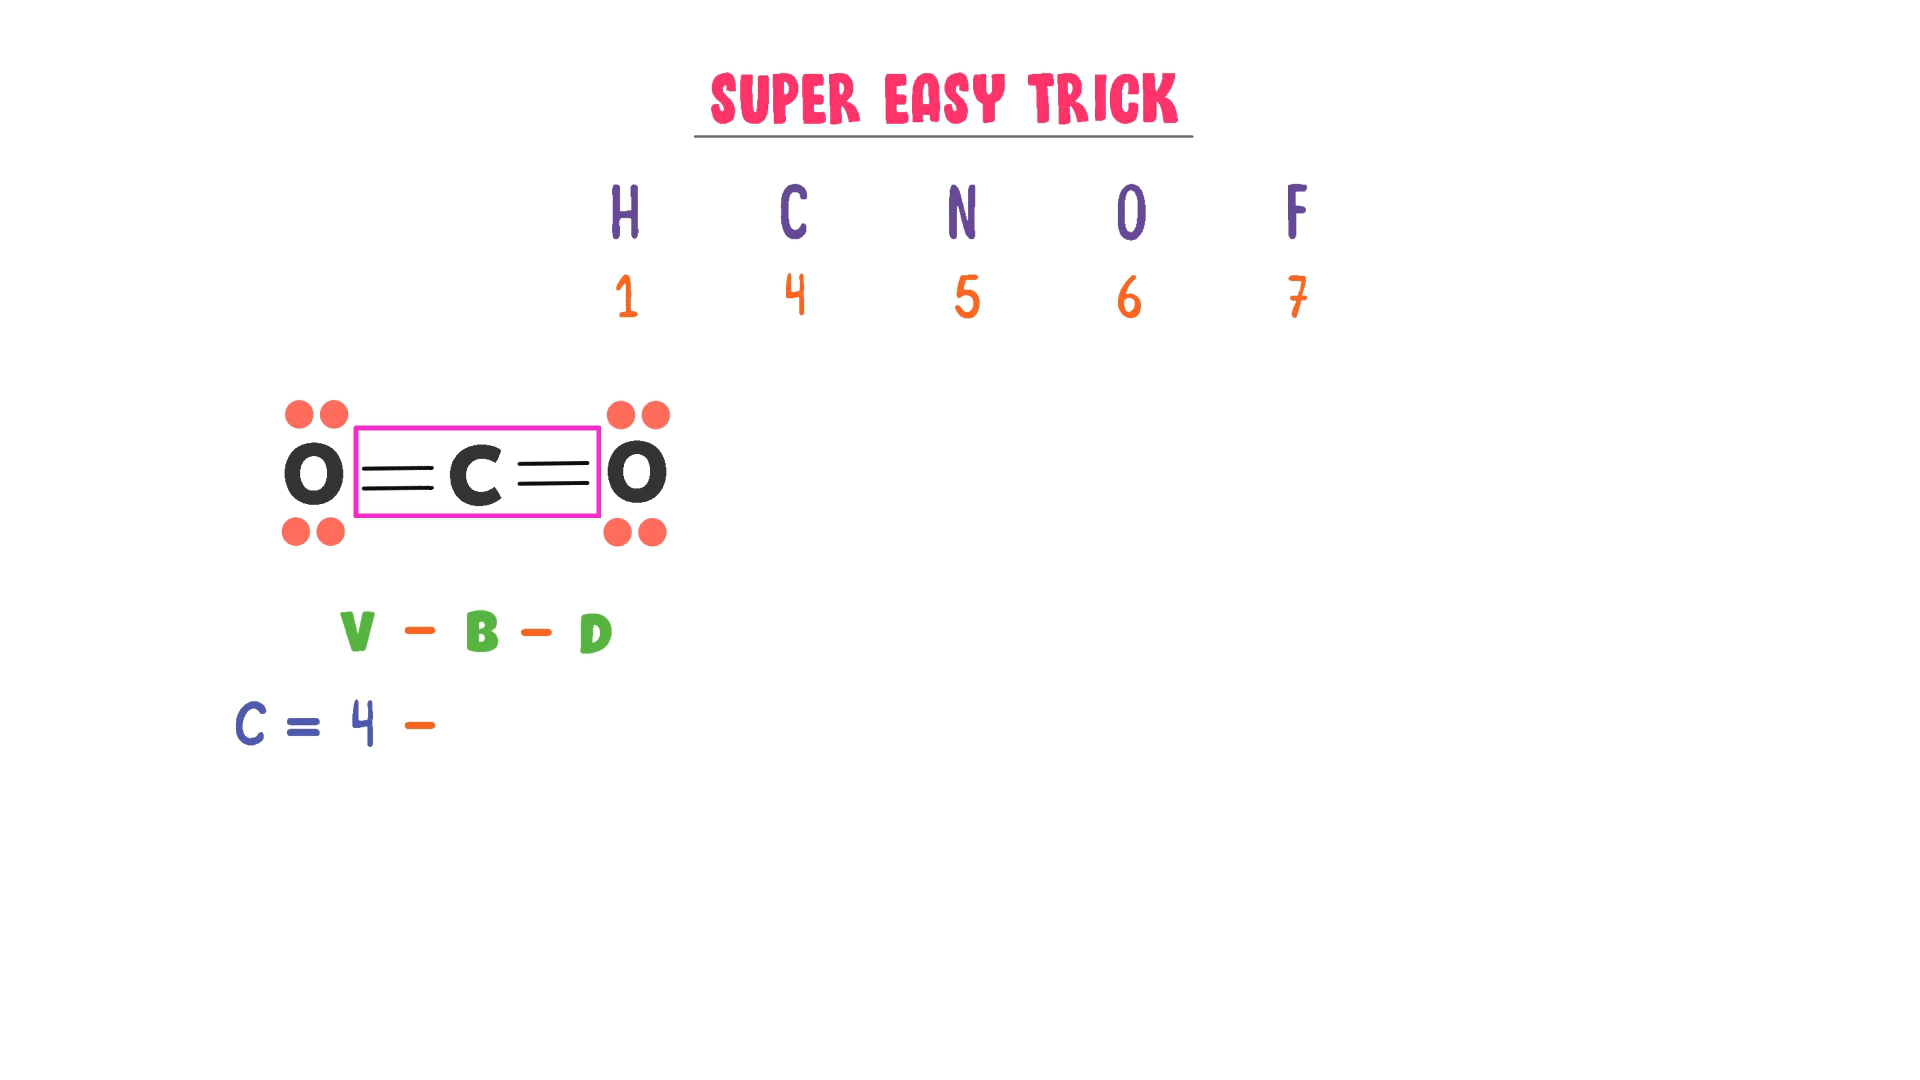 SUPER EASY TRICK
H C N O F
1 4 5 6 7
O=C=O
V - B - D
C = 4 -